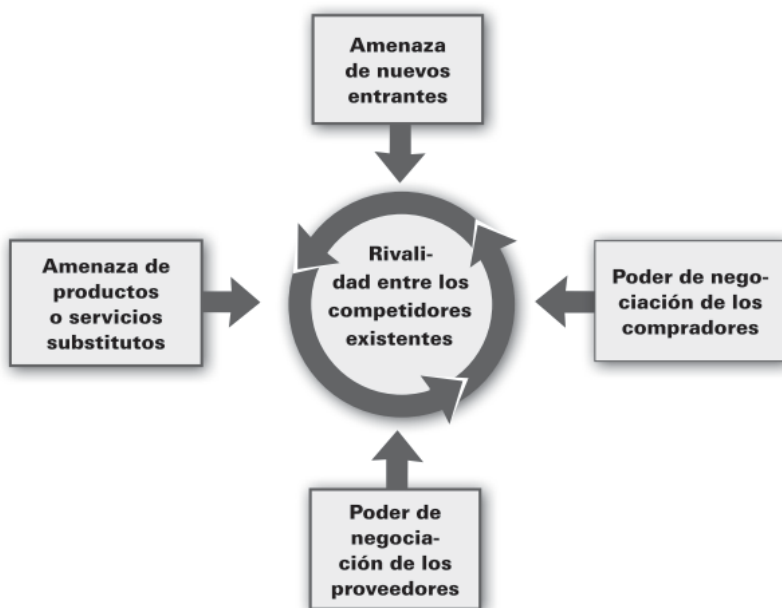 Amenaza
de nuevos
entrantes
Amenaza de
productos
o servicios
substitutos
Rivali-
dad entre los
competidores
existentes
Poder de nego-
ciación de los
compradores
Poder de
negocia-
ción de los
proveedores